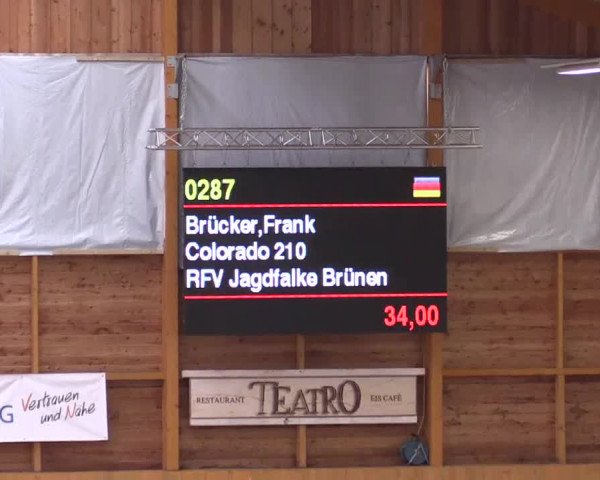 0287
Brücker,Frank
Colorado 210
RFV Jagdfalke Brünen
34,00
RESTAURANT TEATRO EIS CAFÉ
G Vertrauen
und Nähe